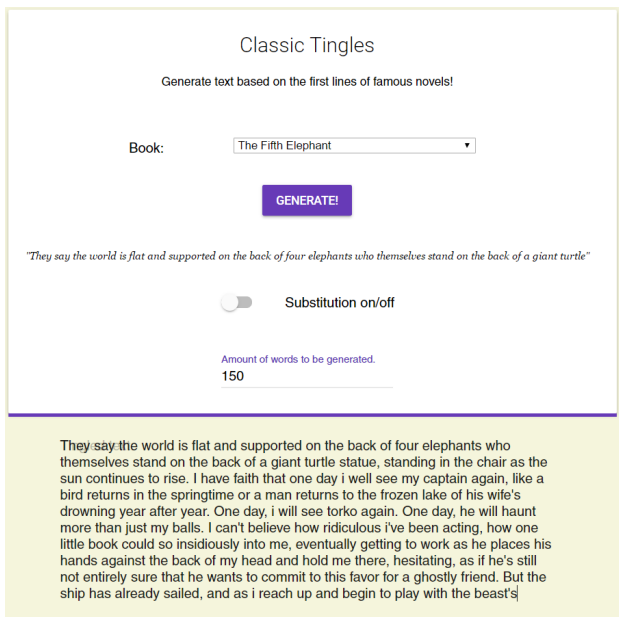 Classic Tingles
Generate text based on the first lines of famous novels!
Book:
The Fifth Elephant
GENERATE!
"They say the world is flat and supported on the back of four elephants who themselves stand on the back of a giant turtle"
Substitution on/off
Amount of words to be generated.
150
They say the world is flat and supported on the back of four elephants who
themselves stand on the back of a giant turtle statue, standing in the chair as the
sun continues to rise. I have faith that one day i well see my captain again, like a
bird returns in the springtime or a man returns to the frozen lake of his wife's
drowning year after year. One day, i will see torko again. One day, he will haunt
more than just my balls. I can't believe how ridiculous i've been acting, how one
little book could so insidiously into me, eventually getting to work as he places his
hands against the back of my head and hold me there, hesitating, as if he's still
not entirely sure that he wants to commit to this favor for a ghostly friend. But the
ship has already sailed, and as i reach up and begin to play with the beast's